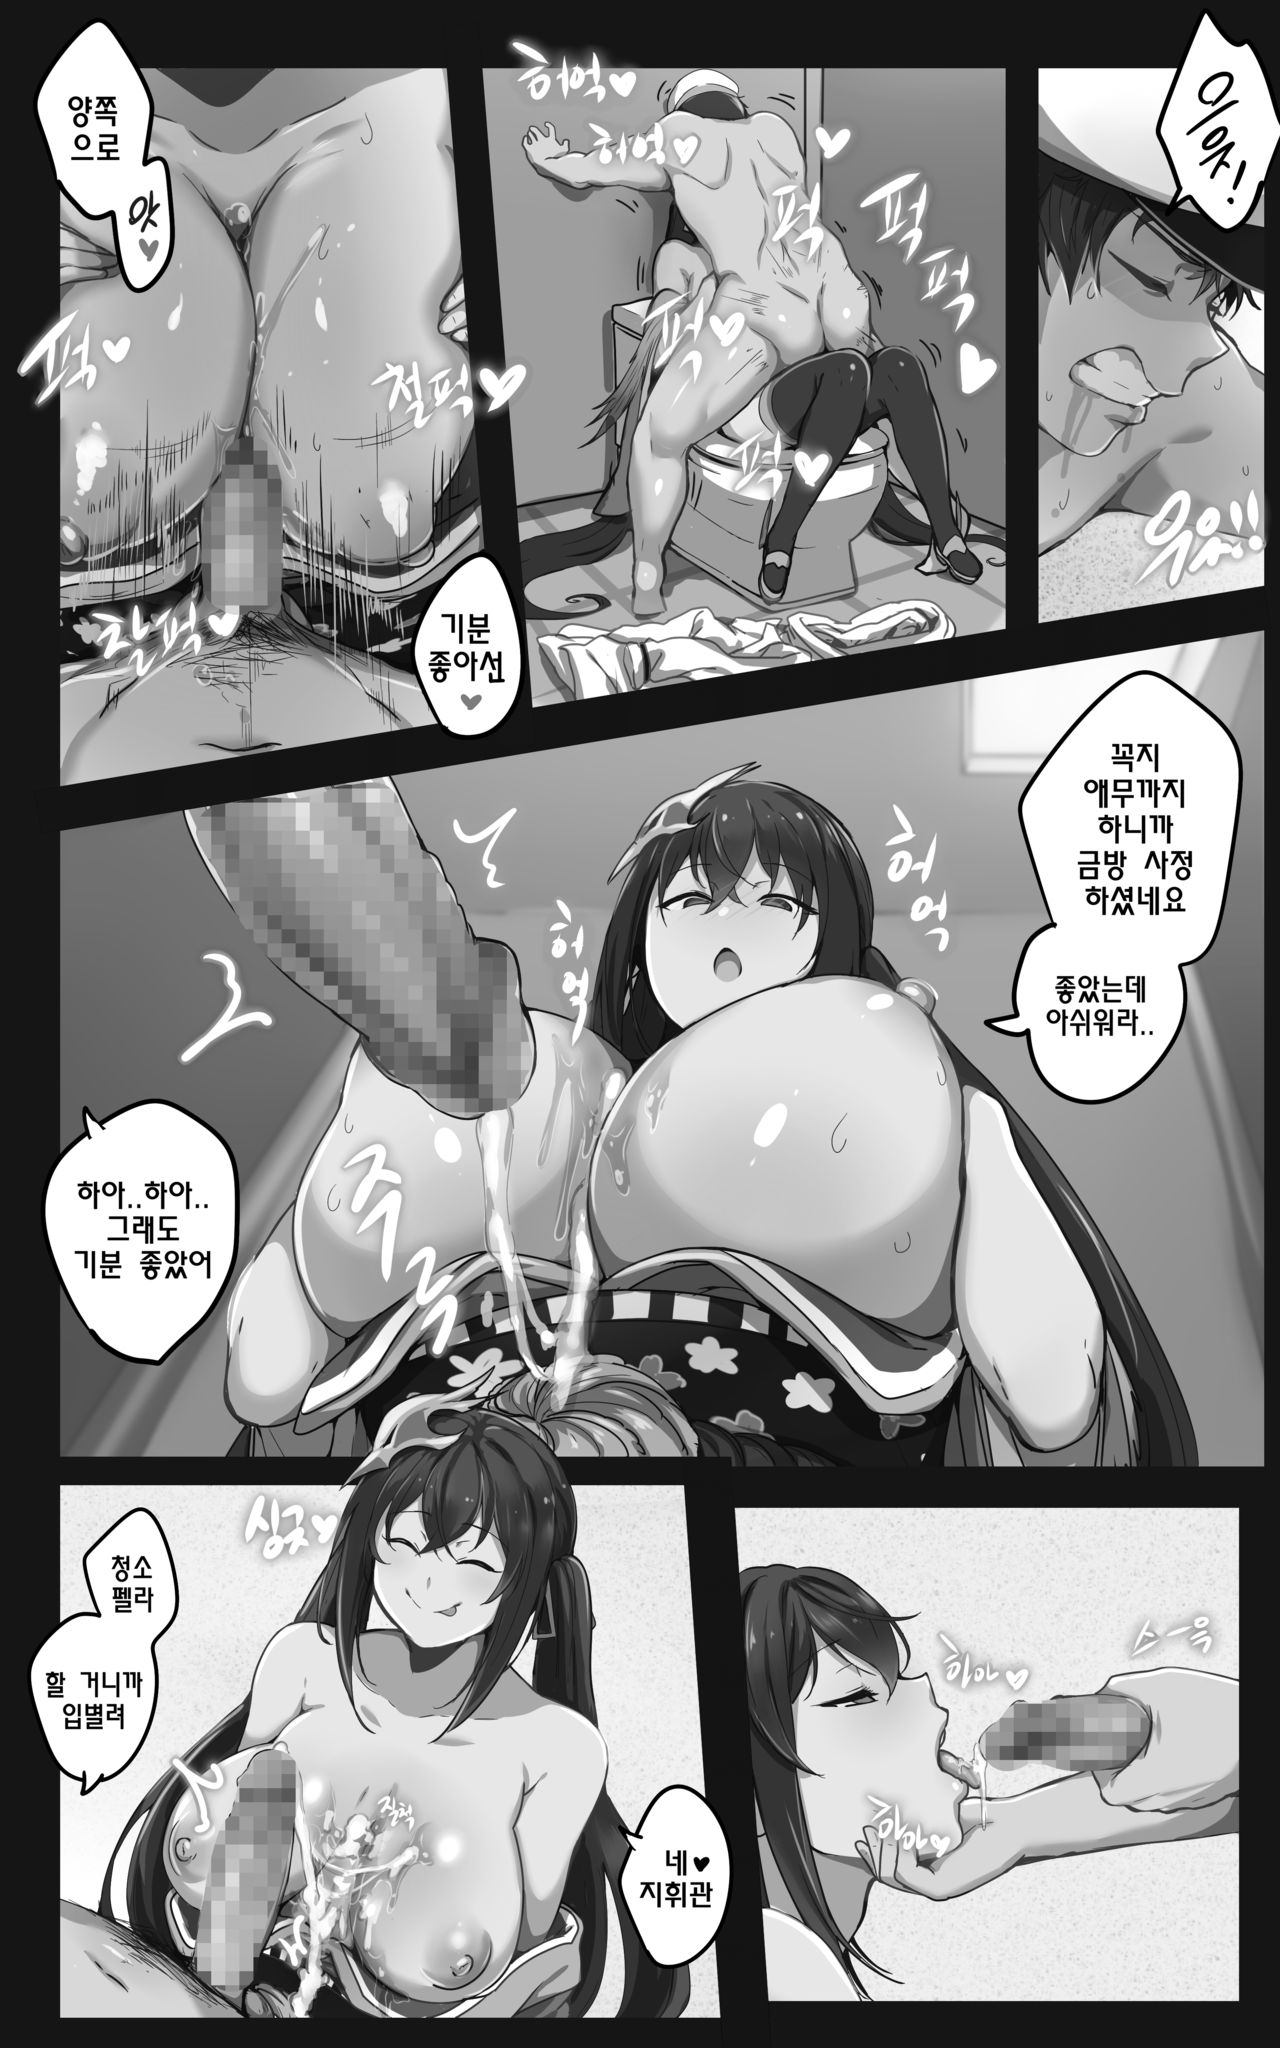 양쪽
으로
앗♥
퍽♥
철퍽♥
찰퍽♥
기분
좋아선
♥
허억♥
허억♥
퍽
퍽
퍽
퍽
퍽
으읏!
우읏!!
꼭지
애무까지
하니까
금방 사정
하셨네요
좋았는데
아쉬워라..
허억
허억
주륵
하아..하아..
그래도
기분 좋았어
싱긋♥
청소
펠라
할 거니까
입벌려
질척
네♥
지휘관
스-윽
하아♥
하아♥